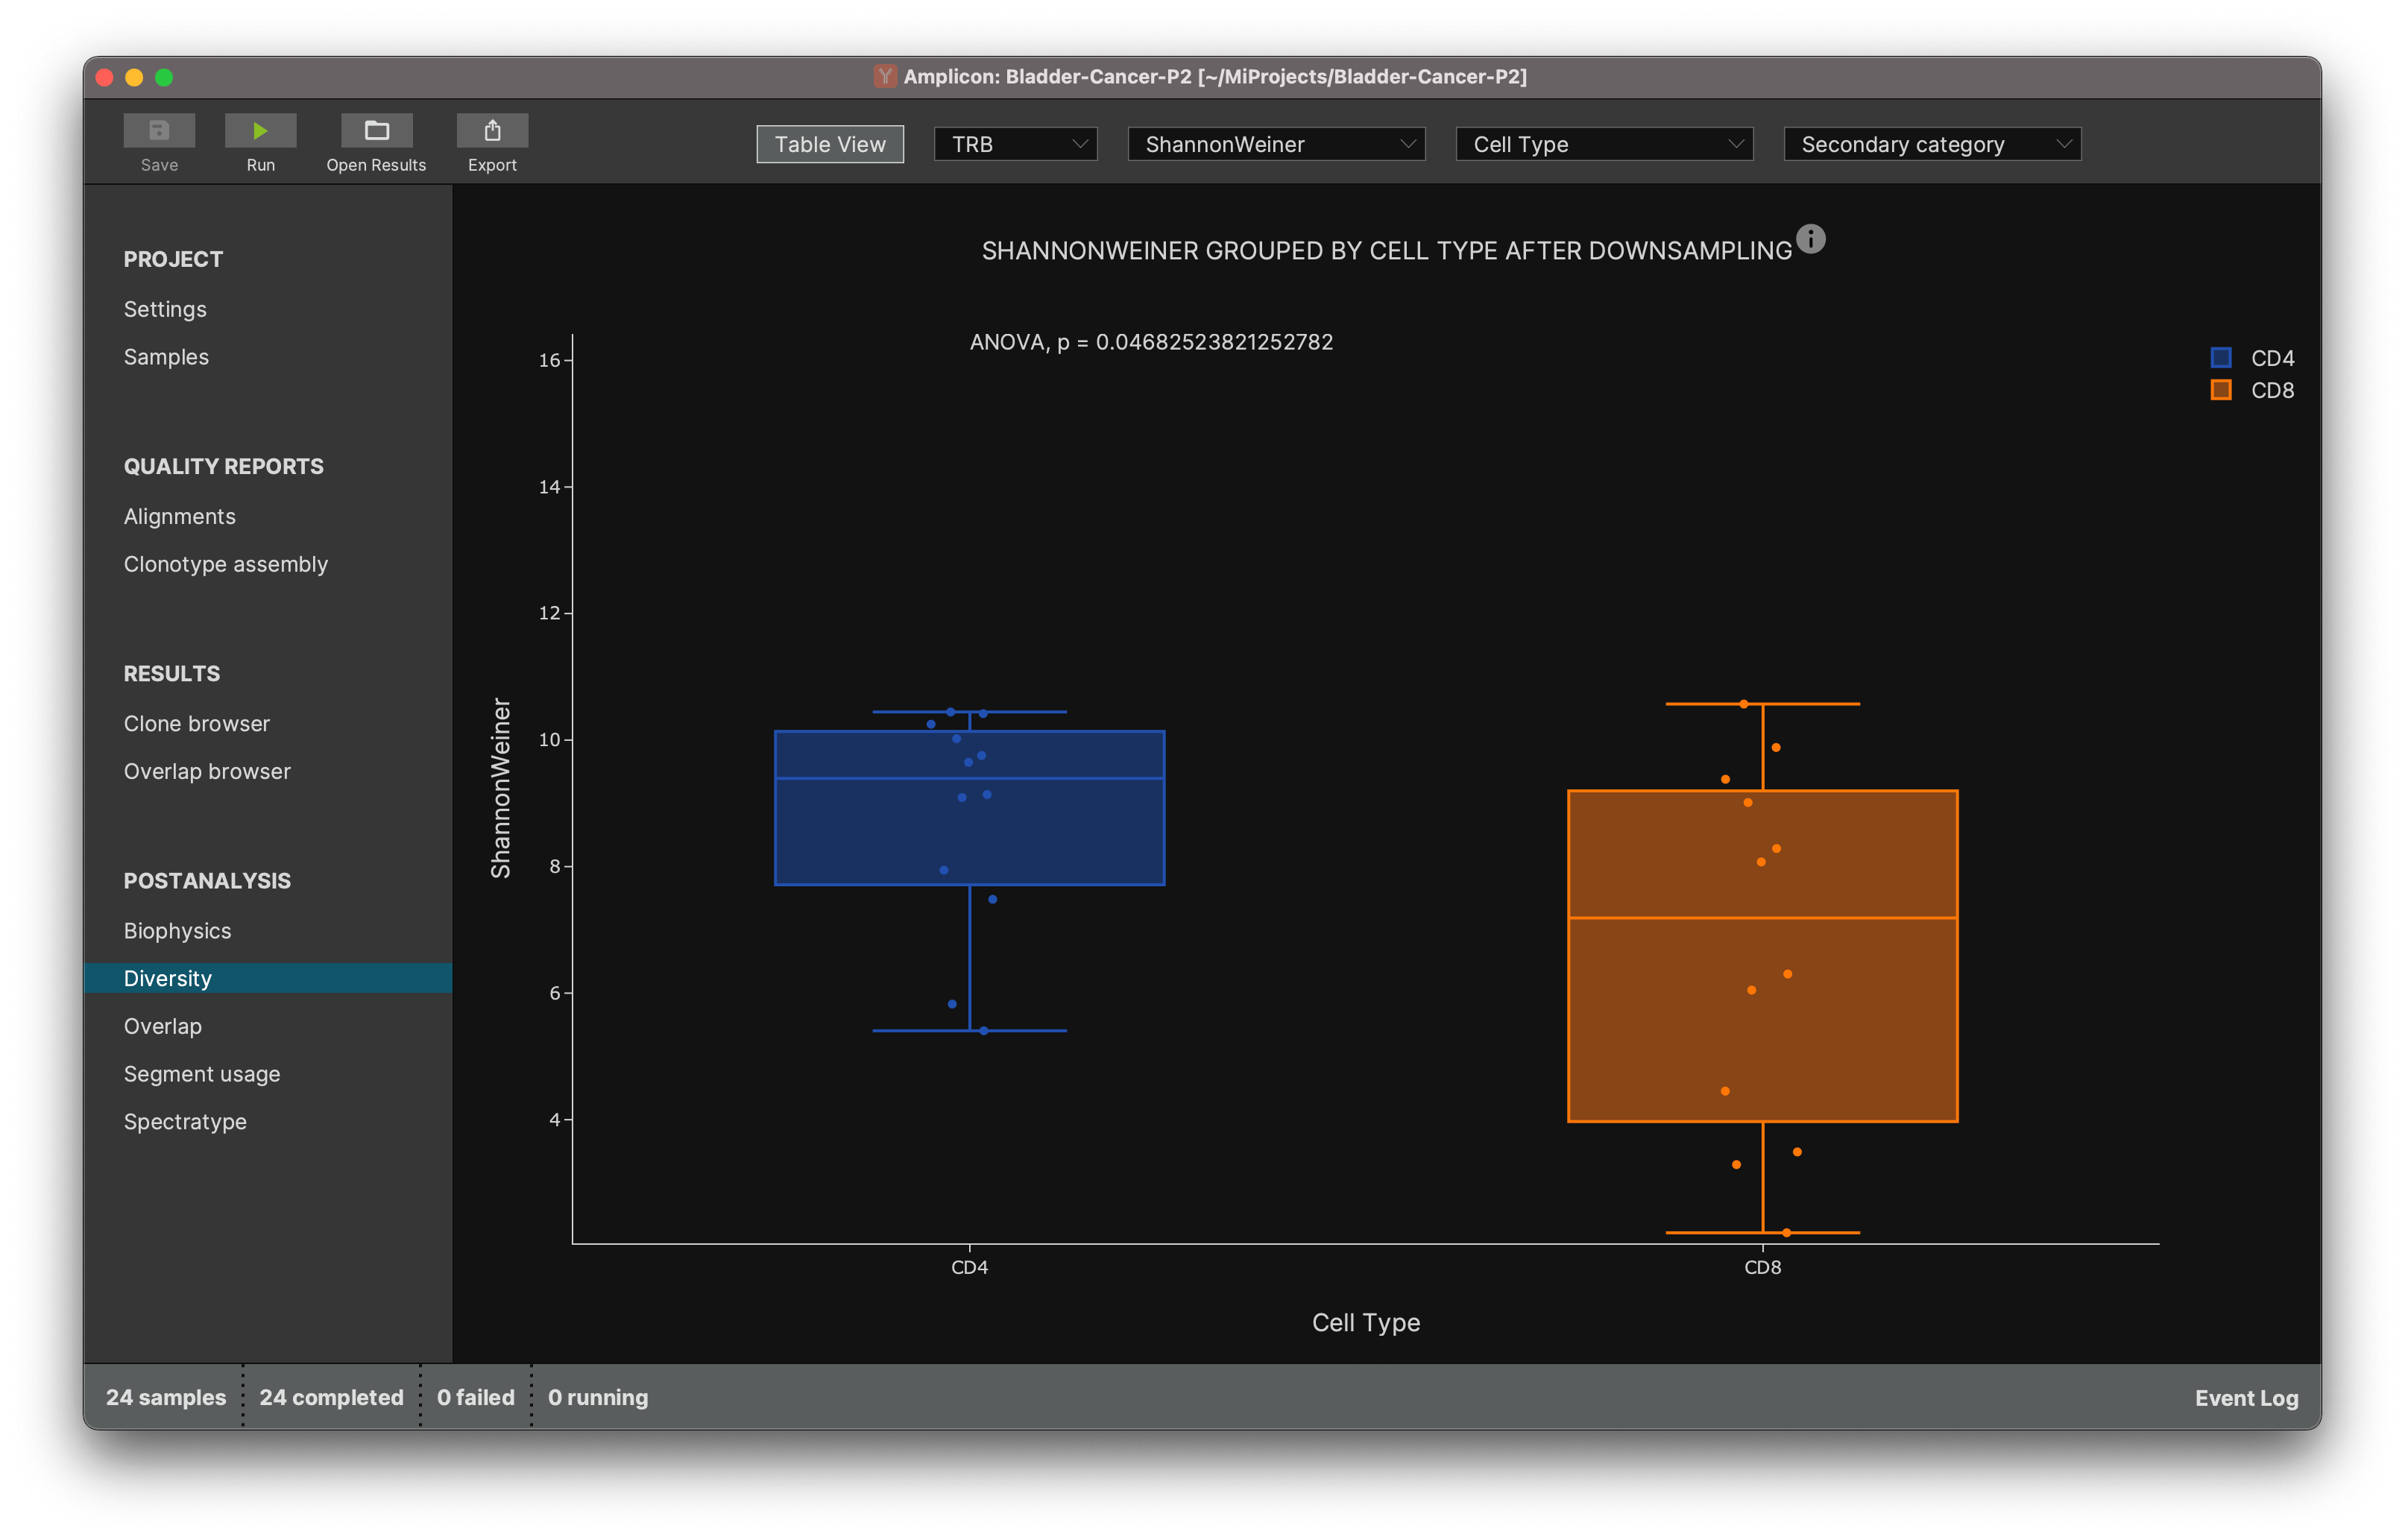 Amplicon: Bladder-Cancer-P2 [~/MiProjects/Bladder-Cancer-P2]
Save
Run
Open Results
Export
Table View
TRB
ShannonWeiner
Cell Type
Secondary category
PROJECT
Settings
Samples
QUALITY REPORTS
Alignments
Clonotype assembly
RESULTS
Clone browser
Overlap browser
POSTANALYSIS
Biophysics
Diversity
Overlap
Segment usage
Spectratype
SHANNONWEINER GROUPED BY CELL TYPE AFTER DOWNSAMPLING
ANOVA, p = 0.04682523821252782
CD4
CD8
16
14
12
10
8
6
4
ShannonWeiner
CD4
CD8
Cell Type
24 samples
24 completed
0 failed
0 running
Event Log